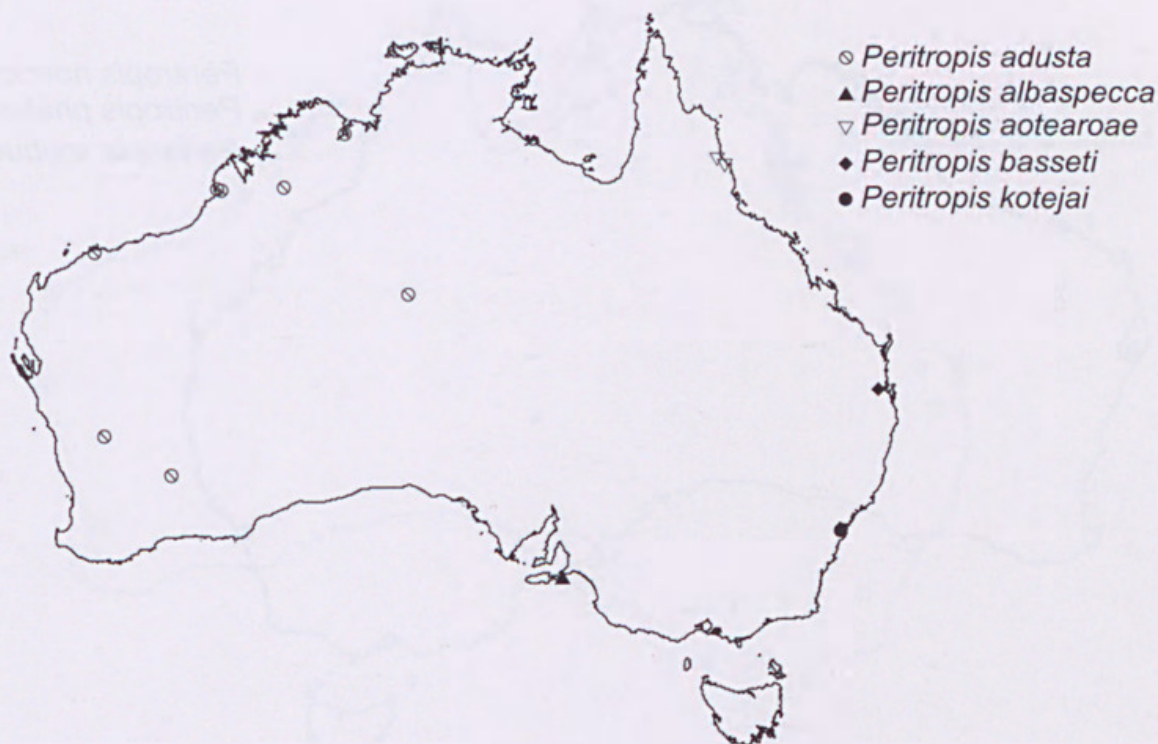 Peritropis adusta
Peritropis albaspecca
Peritropis aotearoae
Peritropis basseti
Peritropis kotejai